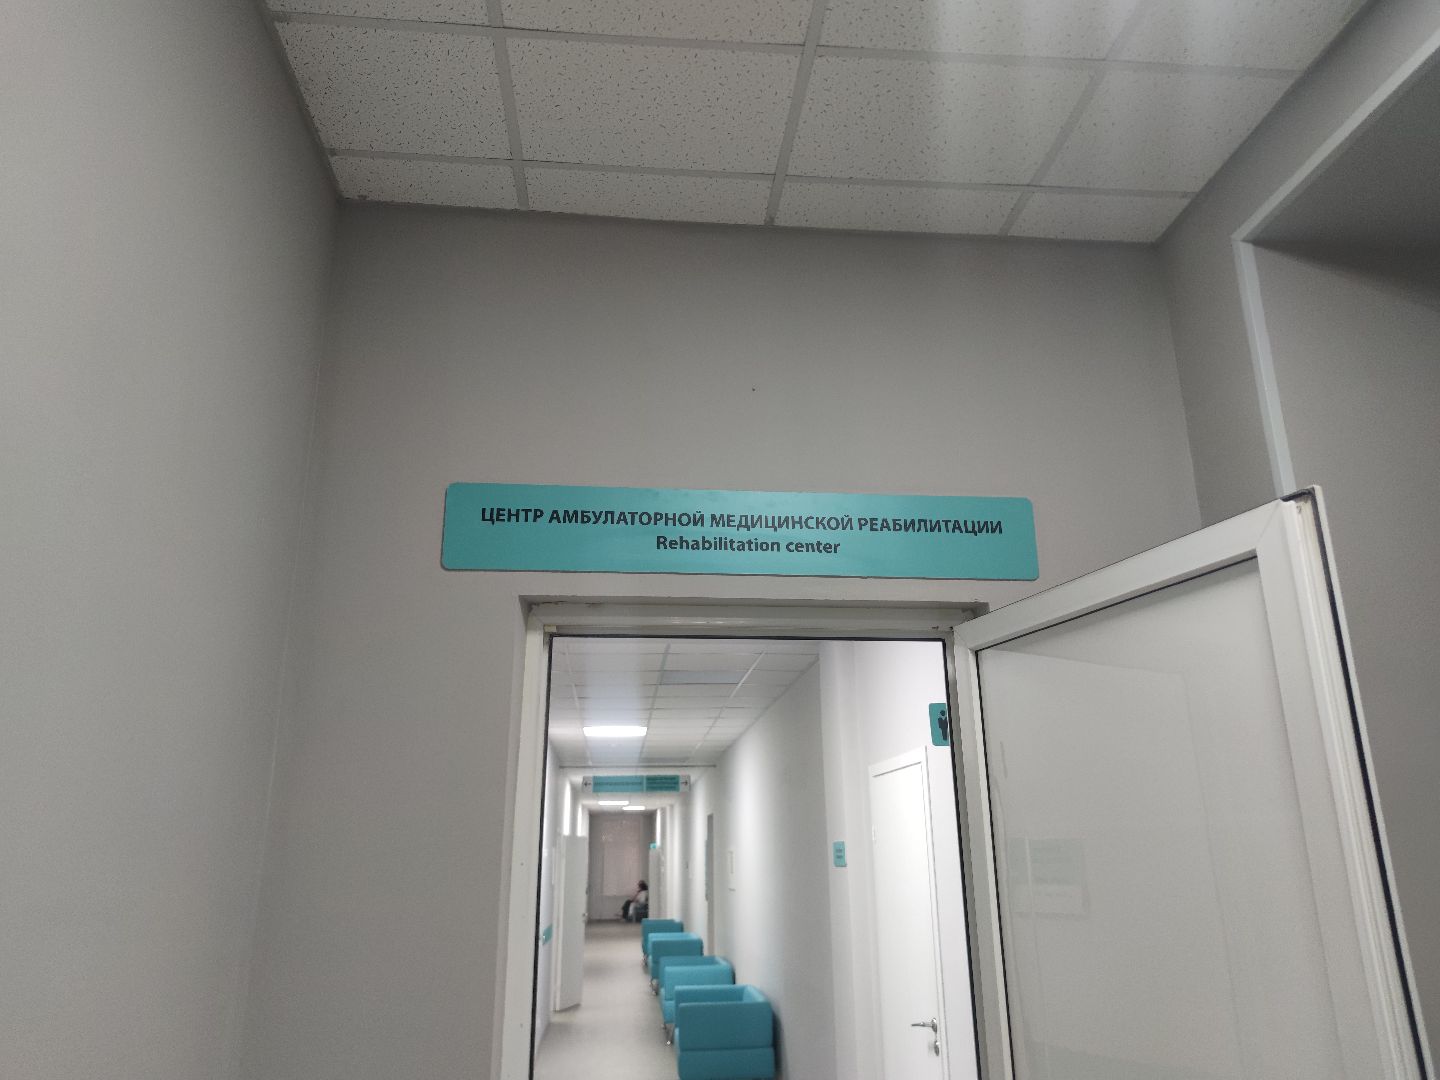 ЦЕНТР АМБУЛАТОРНОЙ МЕДИЦИНСКОЙ РЕАБИЛИТАЦИИ
Rehabilitation center